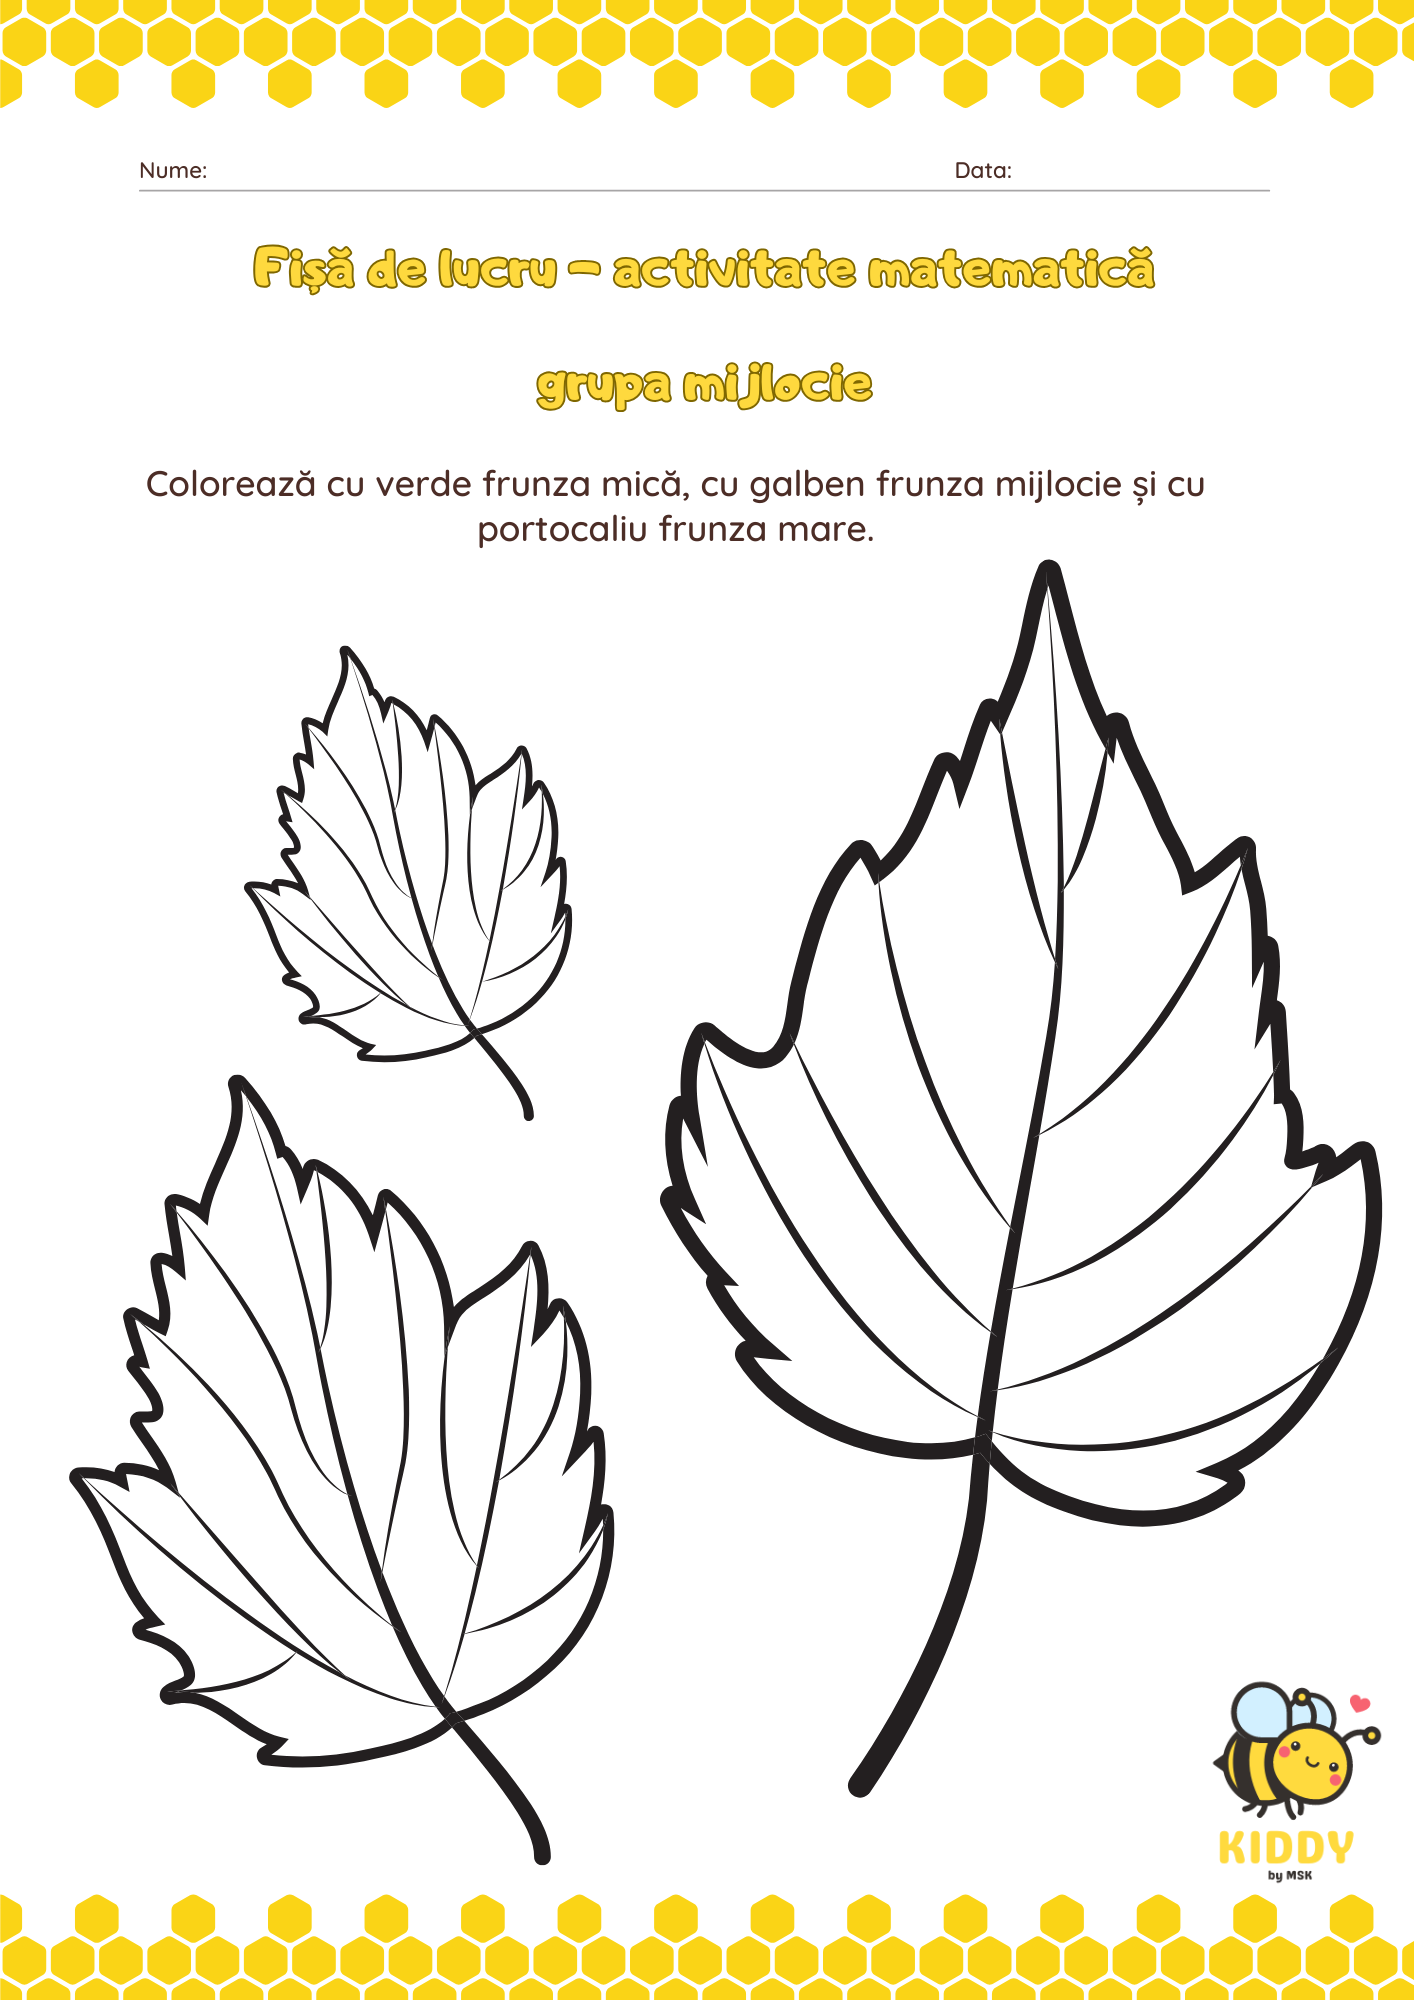 Nume: Data:
Fișă de lucru - activitate matematică
grupa mijlocie
Colorează cu verde frunza mică, cu galben frunza mijlocie și cu
portocaliu frunza mare.
KIDDY
by MSK